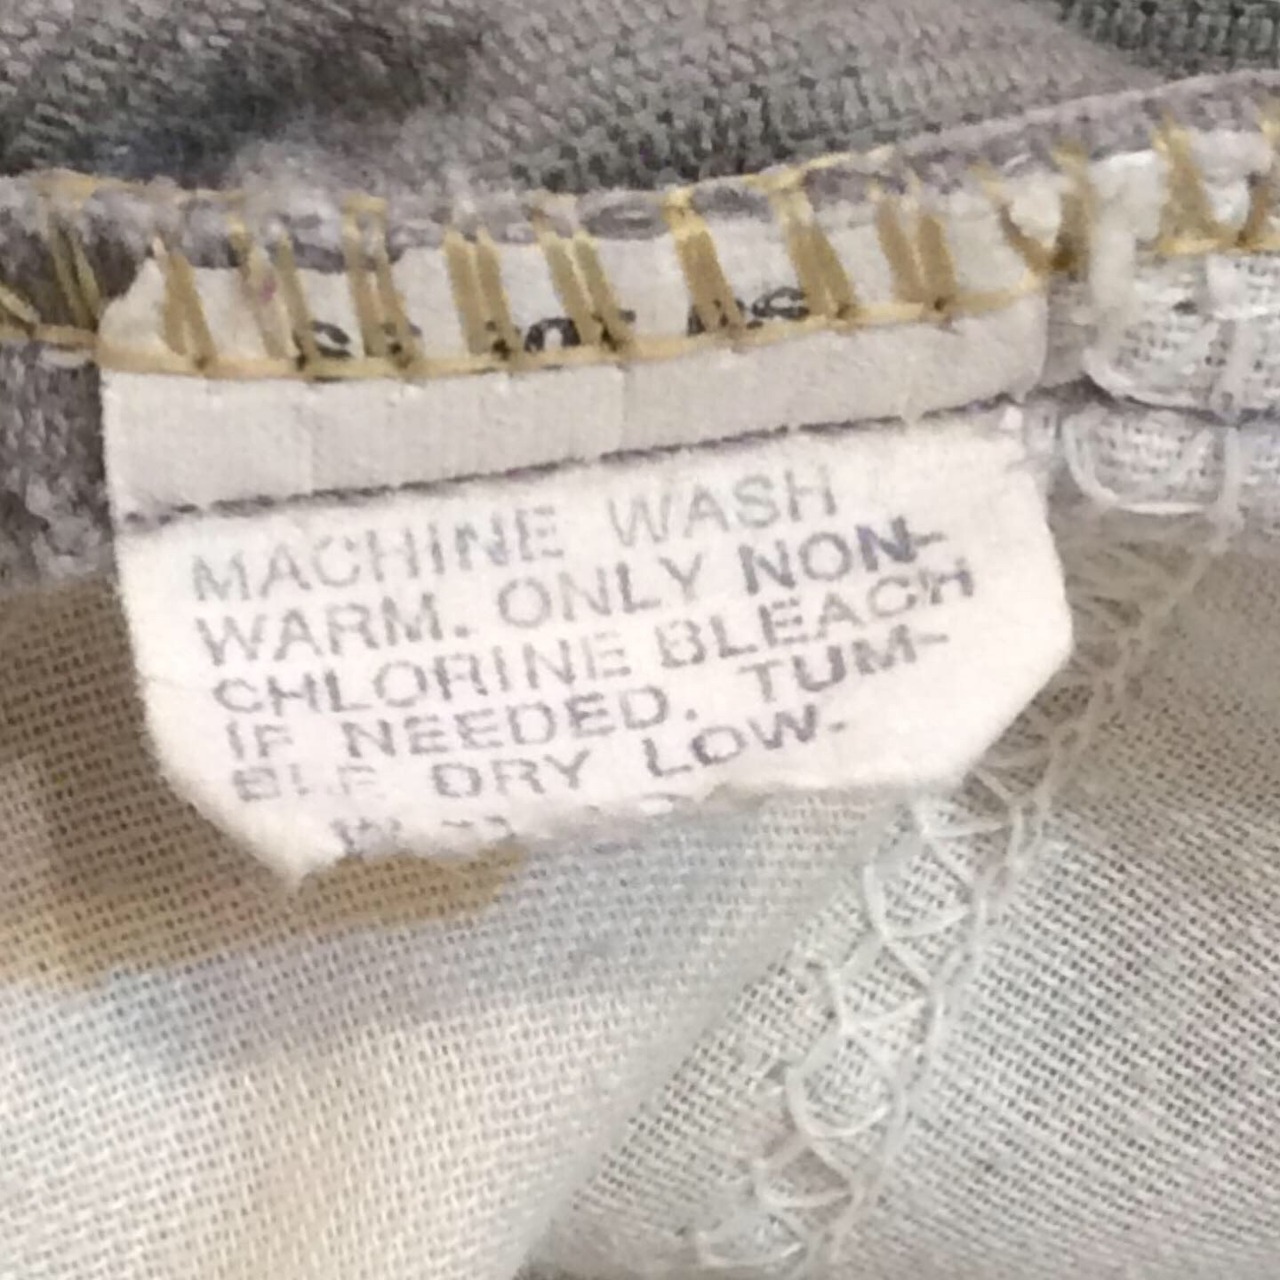 MACHINE WASH
WARM. ONLY NON-
CHLORINE BLEACH
IF NEEDED. TUM-
BLE DRY LOW.